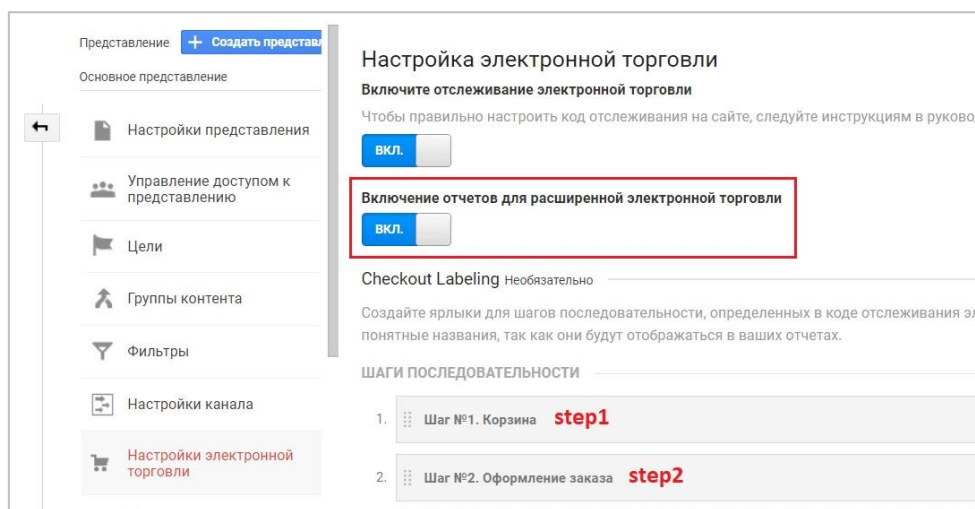 Представление + Создать представл
Основное представление
Настройки представления
Управление доступом к
представлению
Цели
Группы контента
Фильтры
Настройки канала
Настройки электронной
торговли
Настройка электронной торговли
Включите отслеживание электронной торговли
Чтобы правильно настроить код отслеживания на сайте, следуйте инструкциям в руково
ВКЛ.
Включение отчетов для расширенной электронной торговли
ВКЛ.
Checkout Labeling Необязательно
Создайте ярлыки для шагов последовательности, определенных в коде отслеживания эл
понятные названия, так как они будут отображаться в ваших отчетах.
ШАГИ ПОСЛЕДОВАТЕЛЬНОСТИ
1. Шаг №1. Корзина step1
2. Шаг №2. Оформление заказа step2